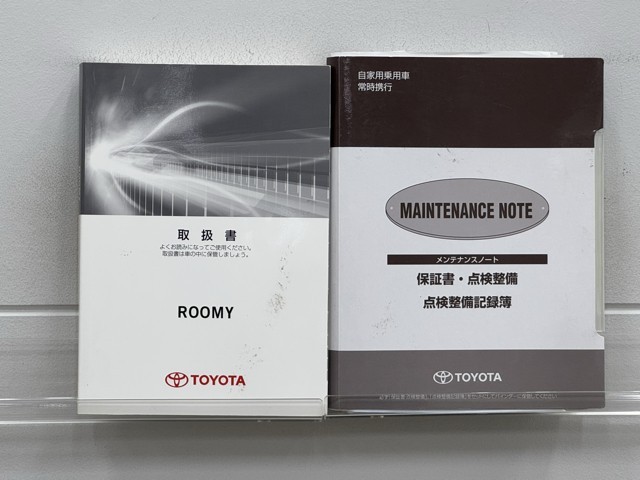 取扱書
よくお読みになってご使用ください。
取扱書は車の中に保管しましょう。
ROOMY
TOYOTA
自家用乗用車
常時携行
MAINTENANCE NOTE
メンテナンスノート
保証書・点検整備
点検整備記録簿
TOYOTA